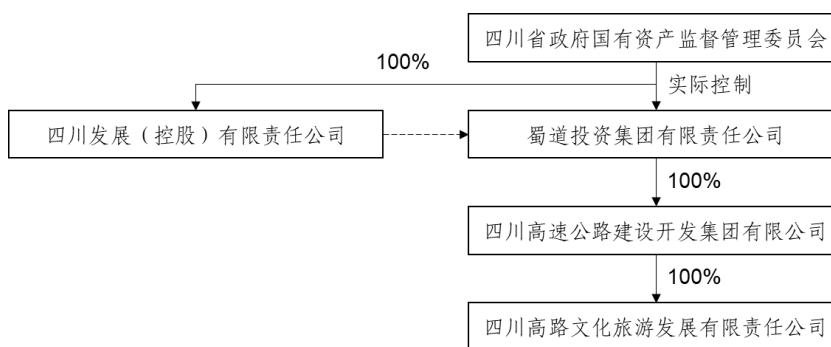 四川省政府国有资产监督管理委员会
100%
实际控制
四川发展（控股）有限责任公司
蜀道投资集团有限责任公司
100%
四川高速公路建设开发集团有限公司
100%
四川高路文化旅游发展有限责任公司